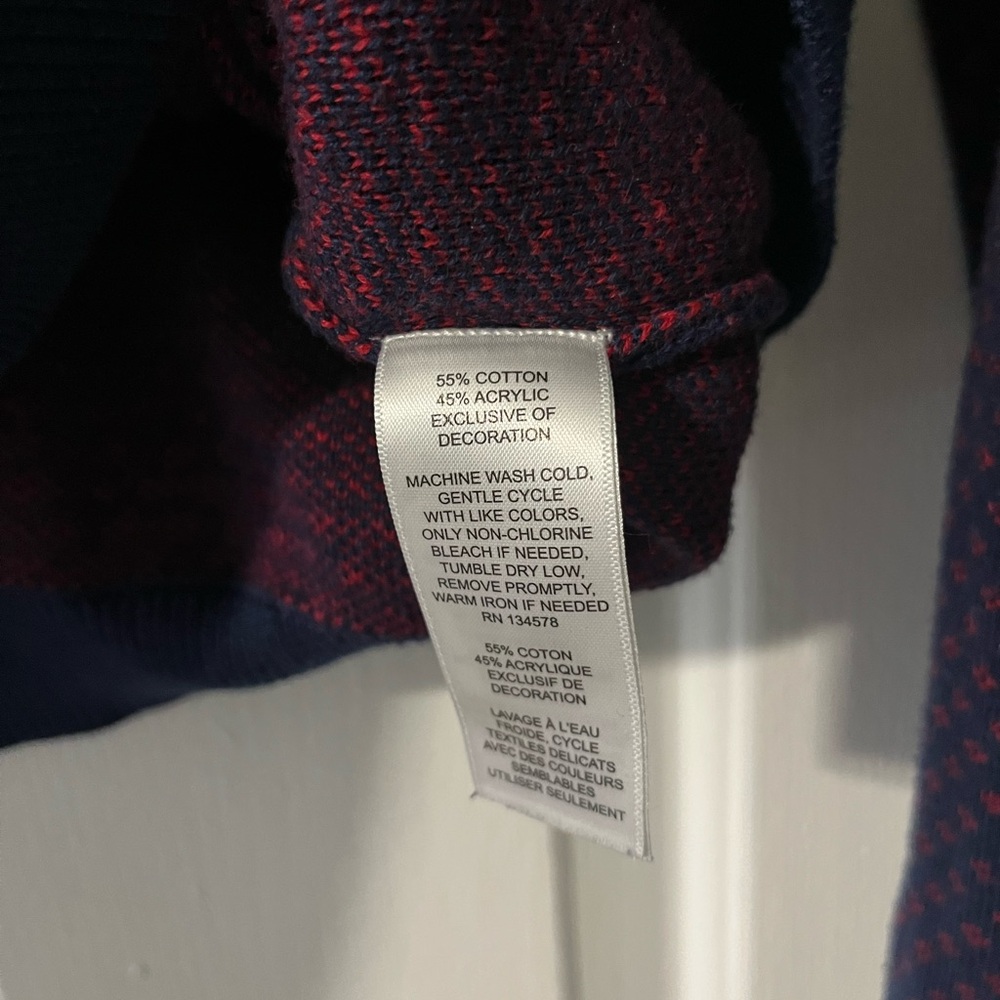 55% COTTON
45% ACRYLIC
EXCLUSIVE OF
DECORATION
MACHINE WASH COLD,
GENTLE CYCLE
WITH LIKE COLORS,
ONLY NON-CHLORINE
BLEACH IF NEEDED,
TUMBLE DRY LOW,
REMOVE PROMPTLY,
WARM IRON IF NEEDED
RN 134578
55% COTON
45% ACRYLIQUE
EXCLUSIF DE
DECORATION
LAVAGE À L'EAU
FROIDE, CYCLE
TEXTILES DELICATS
AVEC DES COULEURS
SEMBLABLES
UTILISER SEULEMENT